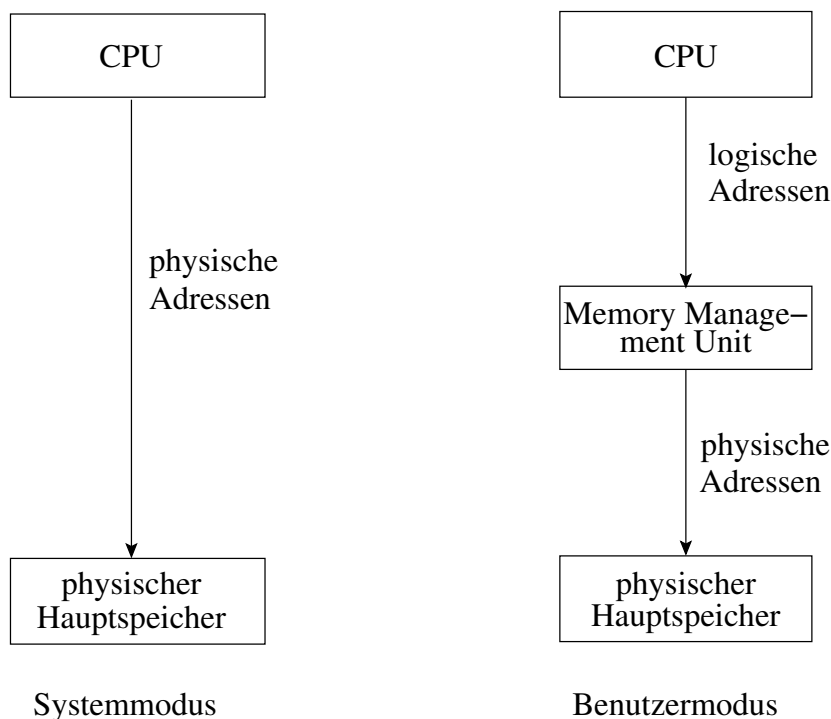 CPU
physische
Adressen
physischer
Hauptspeicher
Systemmodus
CPU
logische
Adressen
Memory Manage–
ment Unit
physische
Adressen
physischer
Hauptspeicher
Benutzermodus